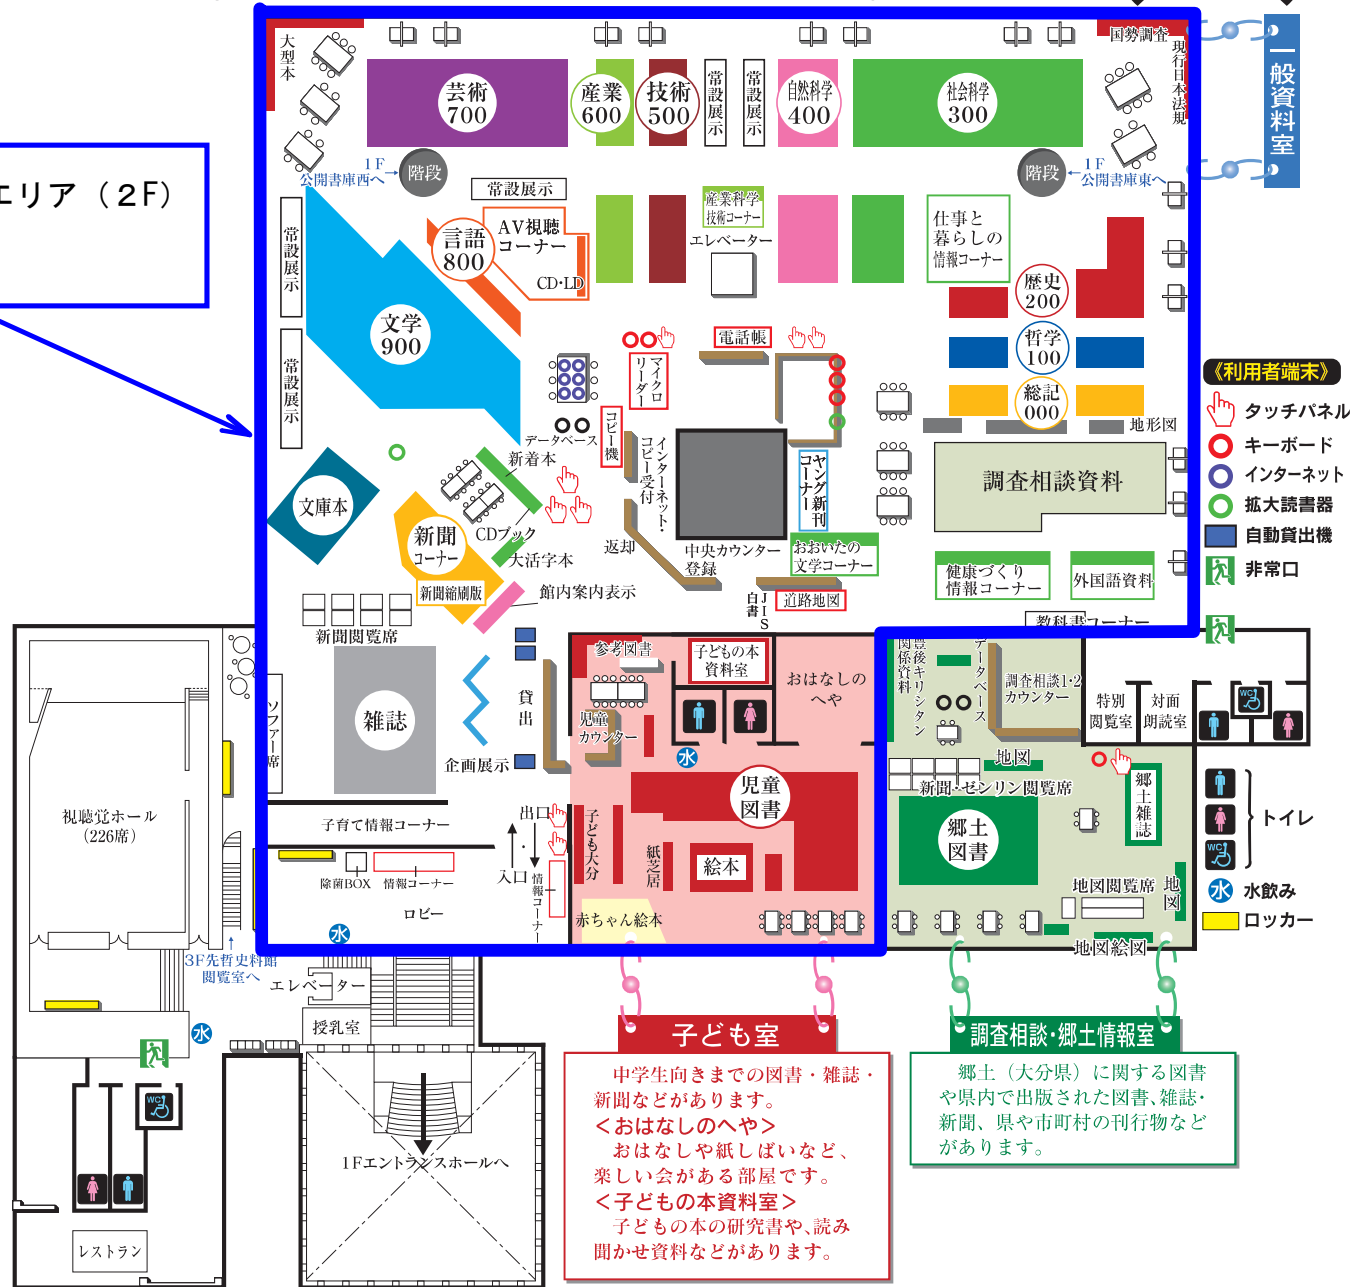 大型本
国勢調査
現行日本法規
一般資料室
芸術
700
産業
600
技術
500
常設展示
常設展示
自然科学
400
社会科学
300
1F
公開書庫西へ
階段
階段
1F
公開書庫東へ
エリア（２F）
常設展示
常設展示
常設展示
言語
800
AV視聴
コーナー
CD・LD
産業科学
技術コーナー
エレベーター
仕事と
暮らしの
情報コーナー
歴史
200
哲学
100
総記
000
地形図
文学
900
電話帳
マイクロ
リーダー
コピー機
データベース
インターネット・
コピー受付
新着本
CDブック
大活字本
文庫本
新聞
コーナー
新聞縮刷版
館内案内表示
返却
中央カウンター
登録
ヤング新刊
コーナー
おおいたの
文学コーナー
JIS
白書
道路地図
調査相談資料
健康づくり
情報コーナー
外国語資料
教科書コーナー
《利用者端末》
タッチパネル
キーボード
インターネット
拡大読書器
自動貸出機
非常口
新聞閲覧席
雑誌
貸出
企画展示
ソファー席
子育て情報コーナー
除菌BOX
情報コーナー
ロビー
出口
入口
情報コーナー
参考図書
子どもの本
資料室
おはなしの
へや
児童
カウンター
水
児童
図書
子ども大分
紙芝居
絵本
赤ちゃん絵本
豊後キリシタン
関係資料
データベース
調査相談1・2
カウンター
特別
閲覧室
対面
朗読室
WC
地図
新聞・ゼンリン閲覧席
郷土
図書
郷土雑誌
地図閲覧席
地図
地図絵図
WC
トイレ
水
水飲み
ロッカー
視聴覚ホール
(226席)
水
3F先哲史料館
閲覧室へ
エレベーター
授乳室
水
WC
1Fエントランスホールへ
レストラン
子ども室
中学生向きまでの図書・雑誌・
新聞などがあります。
＜おはなしのへや＞
おはなしや紙しばいなど、
楽しい会がある部屋です。
＜子どもの本資料室＞
子どもの本の研究書や、読み
聞かせ資料などがあります。
調査相談・郷土情報室
郷土（大分県）に関する図書
や県内で出版された図書、雑誌・
新聞、県や市町村の刊行物など
があります。